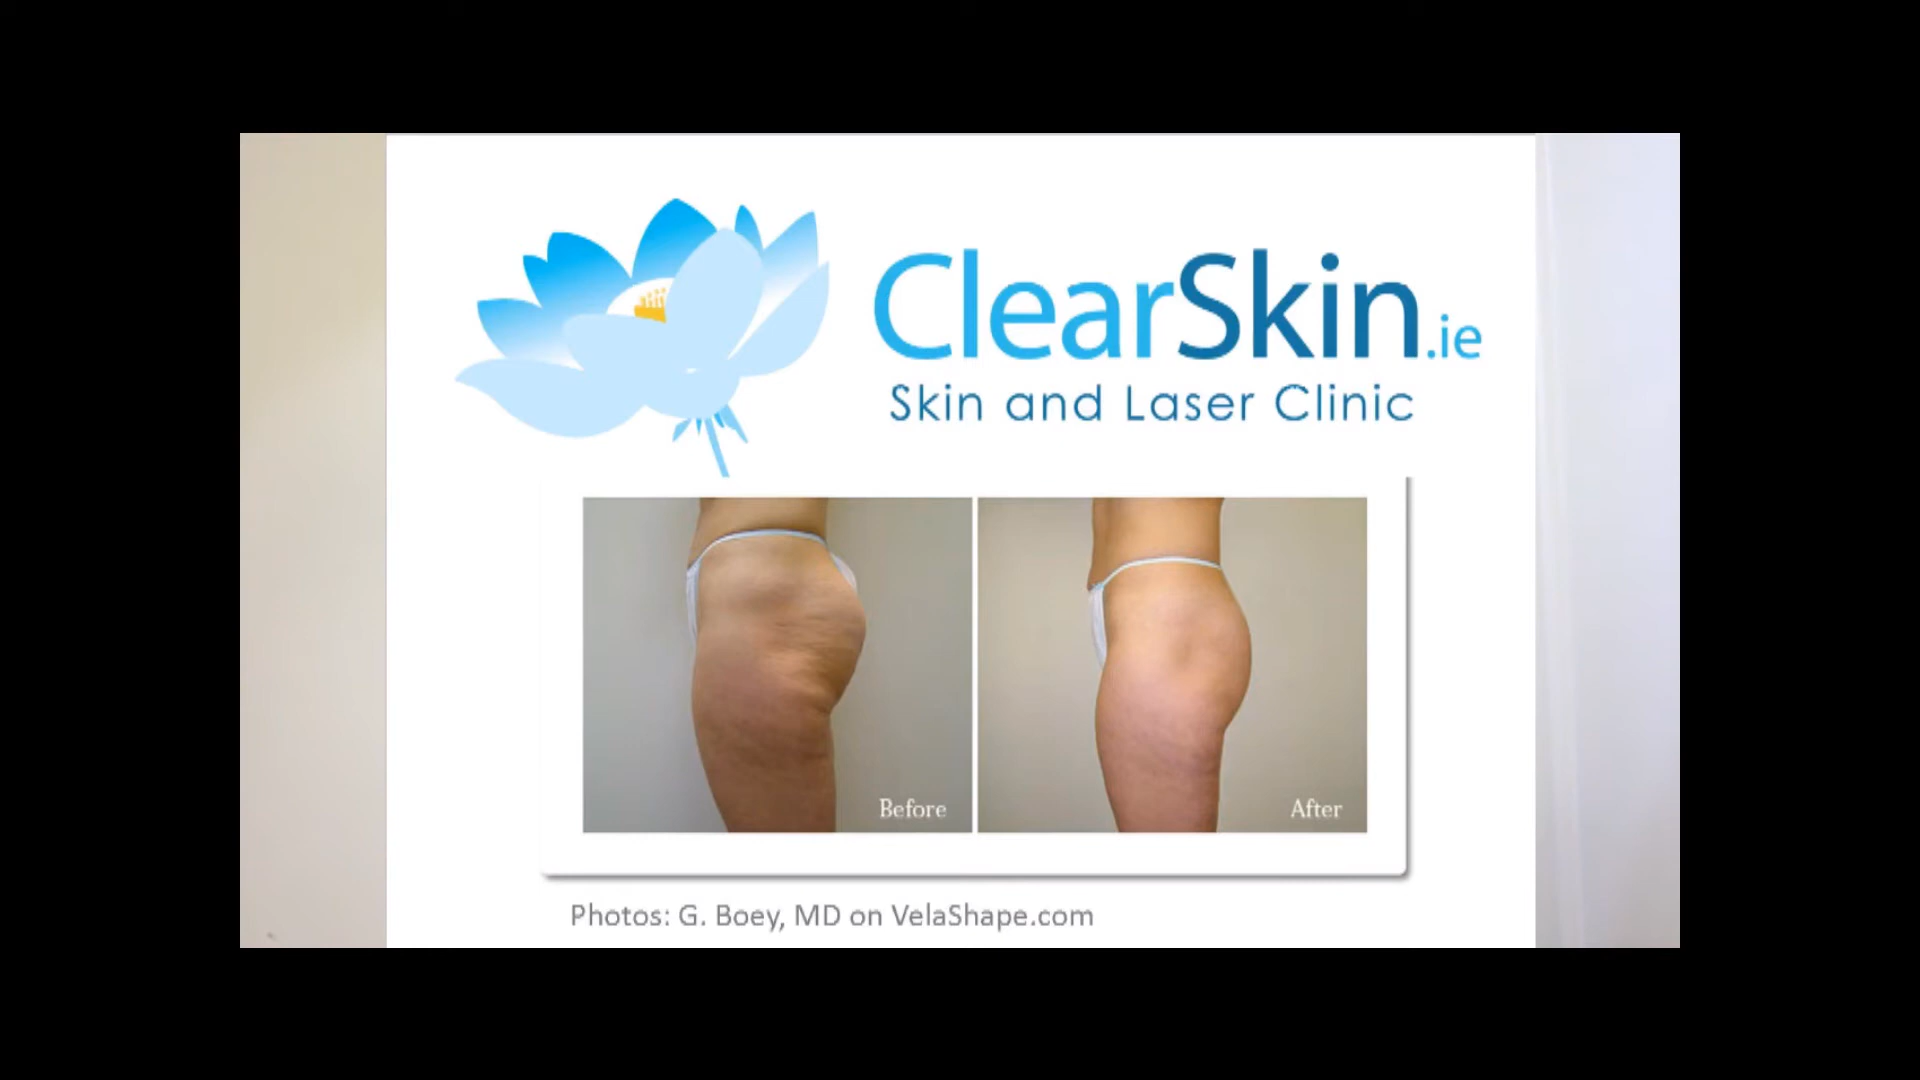 ClearSkin.ie
Skin and Laser Clinic
Before
After
Photos: G. Boey, MD on VelaShape.com